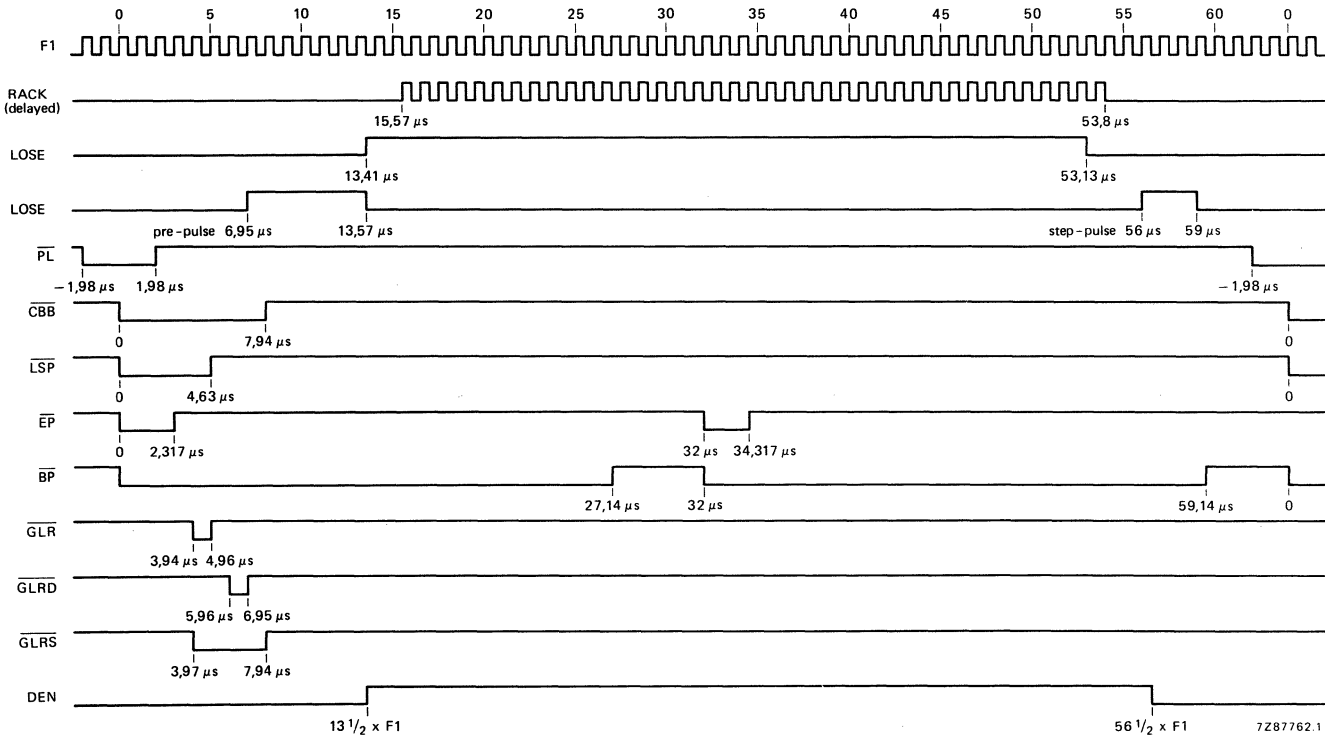 0 5 10 15 20 25 30 35 40 45 50 55 60 0
F1
RACK
(delayed)
15,57 μs 53,8 μs
LOSE
13,41 μs 53,13 μs
LOSE
pre-pulse 6,95 μs 13,57 μs step-pulse 56 μs 59 μs
PL
−1,98 μs 1,98 μs −1,98 μs
CBB
0 7,94 μs 0
LSP
0 4,63 μs 0
EP
0 2,317 μs 32 μs 34,317 μs
BP
27,14 μs 32 μs 59,14 μs 0
GLR
3,94 μs 4,96 μs
GLRD
5,96 μs 6,95 μs
GLRS
3,97 μs 7,94 μs
DEN
13 1/2 x F1 56 1/2 x F1 7Z87762.1